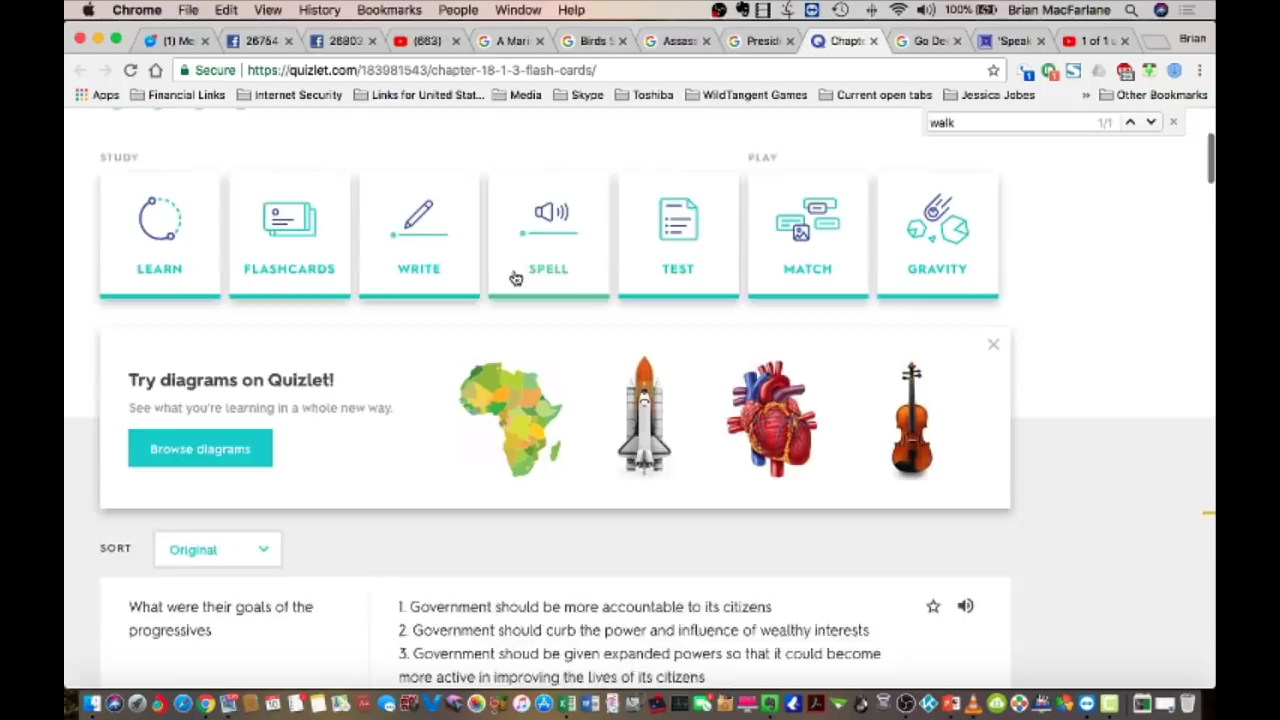 Chrome File Edit View History Bookmarks People Window Help 100% Brian MacFarlane
(1) Me 26754 26803 (663) A Mari Birds S Assas Presid Chapt Go De 'Speak 1 of 1 Brian
Secure https://quizlet.com/183981543/chapter-18-1-3-flash-cards/
Apps Financial Links Internet Security Links for United Stat... Media Skype Toshiba WildTangent Games Current open tabs Jessica Jobes » Other Bookmarks
walk 1/1
STUDY PLAY
LEARN FLASHCARDS WRITE SPELL TEST MATCH GRAVITY
Try diagrams on Quizlet!
See what you're learning in a whole new way.
Browse diagrams
SORT Original
What were their goals of the
progressives
1. Government should be more accountable to its citizens
2. Government should curb the power and influence of wealthy interests
3. Government shoud be given expanded powers so that it could become
more active in improving the lives of its citizens